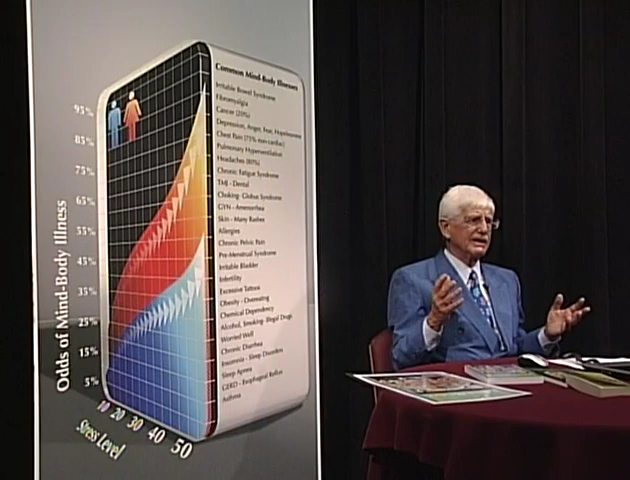 Common Mind-Body Illnesses
Irritable Bowel Syndrome
Fibromyalgia
Cancer (20%)
Depression, Anger, Fear, Hopelessness
Chest Pain (75% non-cardiac)
Pulmonary Hyperventilation
Headaches (80%)
Chronic Fatigue Syndrome
TMJ - Dental
Choking- Globus Syndrome
GYN - Amenorrhea
Skin - Many Rashes
Allergies
Chronic Pelvic Pain
Pre-Menstrual Syndrome
Irritable Bladder
Infertility
Excessive Tattoos
Obesity - Overeating
Chemical Dependency
Alcohol, Smoking- Illegal Drugs
Worried Well
Chronic Diarrhea
Insomnia - Sleep Disorders
Sleep Apnea
GERD - Esophageal Reflux
Asthma
Odds of Mind-Body Illness
95%
85%
75%
65%
55%
45%
35%
25%
15%
5%
10 20 30 40 50
Stress Level